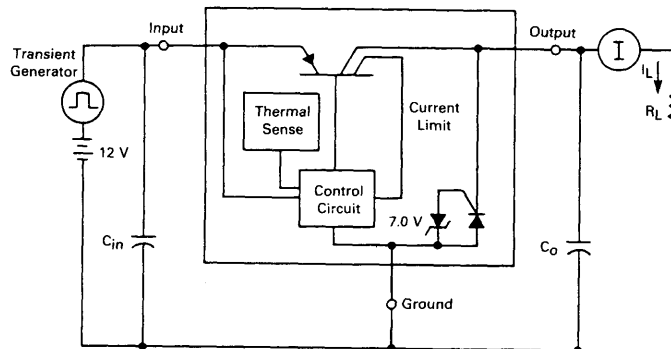 Transient
Generator
Input
Output
I
I_L
R_L
Thermal
Sense
Current
Limit
12 V
Control
Circuit
7.0 V
C_in
C_o
Ground